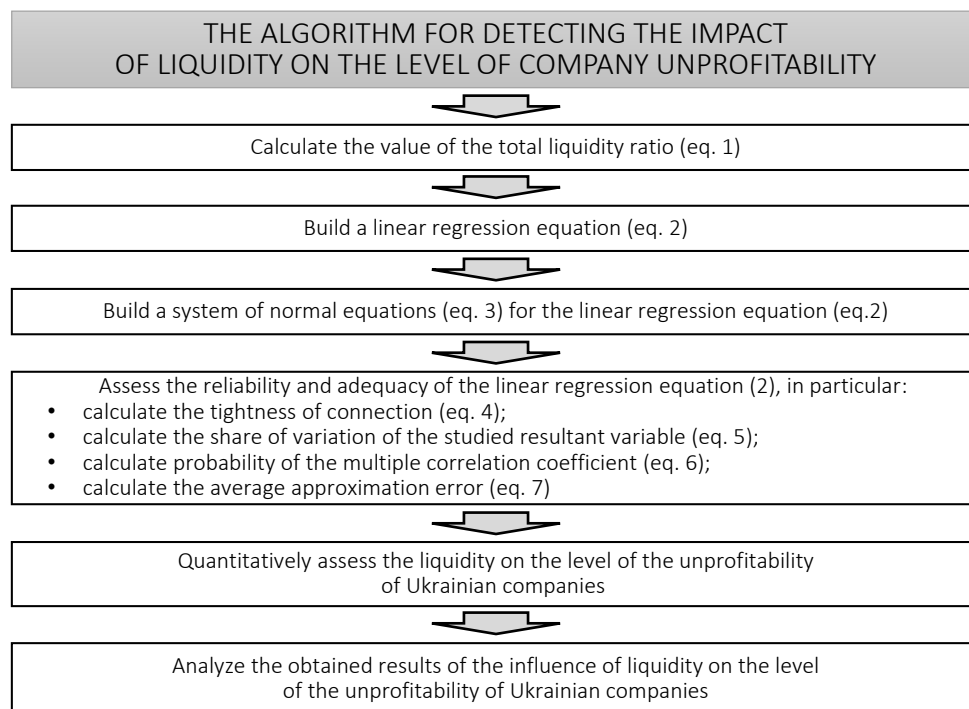 THE ALGORITHM FOR DETECTING THE IMPACT
OF LIQUIDITY ON THE LEVEL OF COMPANY UNPROFITABILITY
Calculate the value of the total liquidity ratio (eq. 1)
Build a linear regression equation (eq. 2)
Build a system of normal equations (eq. 3) for the linear regression equation (eq.2)
Assess the reliability and adequacy of the linear regression equation (2), in particular:
• calculate the tightness of connection (eq. 4);
• calculate the share of variation of the studied resultant variable (eq. 5);
• calculate probability of the multiple correlation coefficient (eq. 6);
• calculate the average approximation error (eq. 7)
Quantitatively assess the liquidity on the level of the unprofitability
of Ukrainian companies
Analyze the obtained results of the influence of liquidity on the level
of the unprofitability of Ukrainian companies